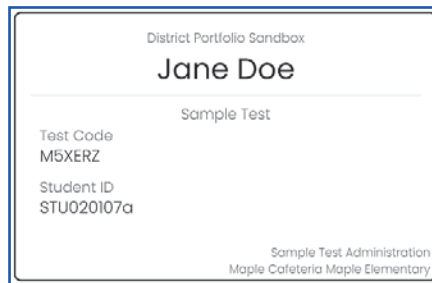 District Portfolio Sandbox
Jane Doe
Sample Test
Test Code
M5XERZ
Student ID
STU020107a
Sample Test Administration
Maple Cafeteria Maple Elementary